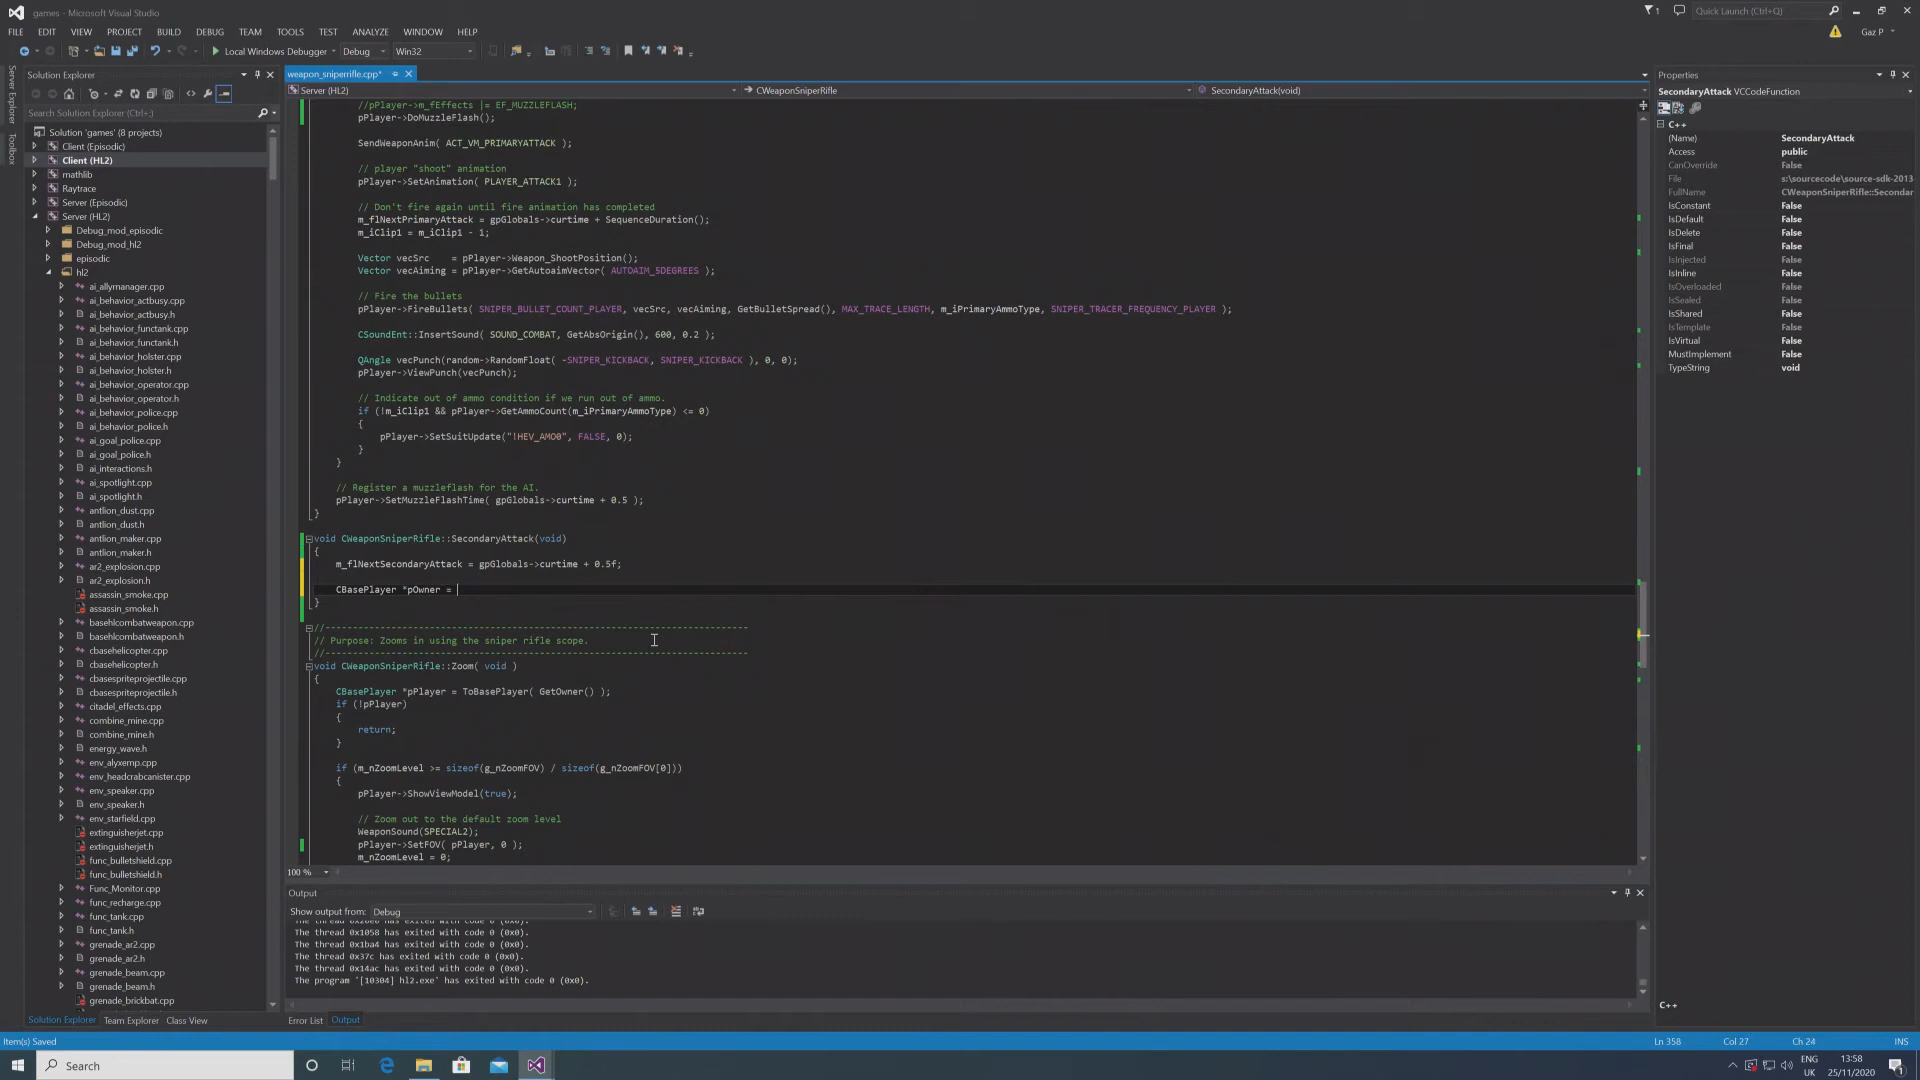 games - Microsoft Visual Studio
1
Quick Launch (Ctrl+Q)
FILE EDIT VIEW PROJECT BUILD DEBUG TEAM TOOLS TEST ANALYZE WINDOW HELP
Gaz P
Local Windows Debugger
Debug
Win32
Server Explorer
Toolbox
Solution Explorer
Search Solution Explorer (Ctrl+;)
Solution 'games' (8 projects)
Client (Episodic)
Client (HL2)
mathlib
Raytrace
Server (Episodic)
Server (HL2)
Debug_mod_episodic
Debug_mod_hl2
episodic
hl2
ai_allymanager.cpp
ai_behavior_actbusy.cpp
ai_behavior_actbusy.h
ai_behavior_functank.cpp
ai_behavior_functank.h
ai_behavior_holster.cpp
ai_behavior_holster.h
ai_behavior_operator.cpp
ai_behavior_operator.h
ai_behavior_police.cpp
ai_behavior_police.h
ai_goal_police.cpp
ai_goal_police.h
ai_interactions.h
ai_spotlight.cpp
ai_spotlight.h
antlion_dust.cpp
antlion_dust.h
antlion_maker.cpp
antlion_maker.h
ar2_explosion.cpp
ar2_explosion.h
assassin_smoke.cpp
assassin_smoke.h
basehlcombatweapon.cpp
basehlcombatweapon.h
cbasehelicopter.cpp
cbasehelicopter.h
cbasespriteprojectile.cpp
cbasespriteprojectile.h
citadel_effects.cpp
combine_mine.cpp
combine_mine.h
energy_wave.h
env_alyxemp.cpp
env_headcrabcanister.cpp
env_speaker.cpp
env_speaker.h
env_starfield.cpp
extinguisherjet.cpp
extinguisherjet.h
func_bulletshield.cpp
func_bulletshield.h
Func_Monitor.cpp
func_recharge.cpp
func_tank.cpp
func_tank.h
grenade_ar2.cpp
grenade_ar2.h
grenade_beam.cpp
grenade_beam.h
grenade_brickbat.cpp
Solution Explorer Team Explorer Class View
weapon_sniperrifle.cpp*
Server (HL2)
CWeaponSniperRifle
SecondaryAttack(void)
//pPlayer->m_fEffects |= EF_MUZZLEFLASH;
pPlayer->DoMuzzleFlash();
SendWeaponAnim( ACT_VM_PRIMARYATTACK );
// player "shoot" animation
pPlayer->SetAnimation( PLAYER_ATTACK1 );
// Don't fire again until fire animation has completed
m_flNextPrimaryAttack = gpGlobals->curtime + SequenceDuration();
m_iClip1 = m_iClip1 - 1;
Vector vecSrc = pPlayer->Weapon_ShootPosition();
Vector vecAiming = pPlayer->GetAutoaimVector( AUTOAIM_5DEGREES );
// Fire the bullets
pPlayer->FireBullets( SNIPER_BULLET_COUNT_PLAYER, vecSrc, vecAiming, GetBulletSpread(), MAX_TRACE_LENGTH, m_iPrimaryAmmoType, SNIPER_TRACER_FREQUENCY_PLAYER );
CSoundEnt::InsertSound( SOUND_COMBAT, GetAbsOrigin(), 600, 0.2 );
QAngle vecPunch(random->RandomFloat( -SNIPER_KICKBACK, SNIPER_KICKBACK ), 0, 0);
pPlayer->ViewPunch(vecPunch);
// Indicate out of ammo condition if we run out of ammo.
if (!m_iClip1 && pPlayer->GetAmmoCount(m_iPrimaryAmmoType) <= 0)
{
pPlayer->SetSuitUpdate("!HEV_AMO0", FALSE, 0);
}
}
// Register a muzzleflash for the AI.
pPlayer->SetMuzzleFlashTime( gpGlobals->curtime + 0.5 );
}
void CWeaponSniperRifle::SecondaryAttack(void)
{
m_flNextSecondaryAttack = gpGlobals->curtime + 0.5f;
CBasePlayer *pOwner =
}
//-----------------------------------------------------------------------------
// Purpose: Zooms in using the sniper rifle scope.
//-----------------------------------------------------------------------------
void CWeaponSniperRifle::Zoom( void )
{
CBasePlayer *pPlayer = ToBasePlayer( GetOwner() );
if (!pPlayer)
{
return;
}
if (m_nZoomLevel >= sizeof(g_nZoomFOV) / sizeof(g_nZoomFOV[0]))
{
pPlayer->ShowViewModel(true);
// Zoom out to the default zoom level
WeaponSound(SPECIAL2);
pPlayer->SetFOV( pPlayer, 0 );
m_nZoomLevel = 0;
100 %
Output
Show output from: Debug
The thread 0x1058 has exited with code 0 (0x0).
The thread 0x1ba4 has exited with code 0 (0x0).
The thread 0x37c has exited with code 0 (0x0).
The thread 0x14ac has exited with code 0 (0x0).
The program '[10304] hl2.exe' has exited with code 0 (0x0).
Error List Output
Properties
SecondaryAttack VCCodeFunction
C++
(Name) SecondaryAttack
Access public
CanOverride False
File s:\sourcecode\source-sdk-2013
FullName CWeaponSniperRifle::Secondar
IsConstant False
IsDefault False
IsDelete False
IsFinal False
IsInjected False
IsInline False
IsOverloaded False
IsSealed False
IsShared False
IsTemplate False
IsVirtual False
MustImplement False
TypeString void
C++
Item(s) Saved
Ln 358 Col 27 Ch 24 INS
Search
ENG
UK
13:58
25/11/2020
1